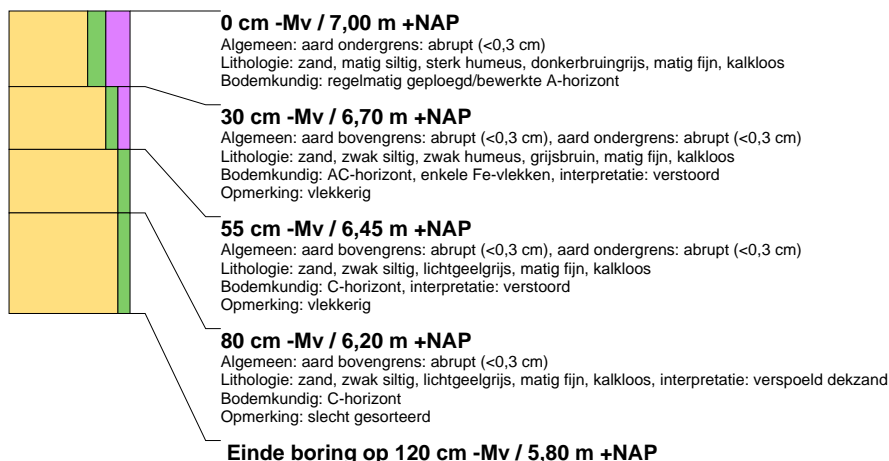 0 cm -Mv / 7,00 m +NAP
Algemeen: aard ondergrens: abrupt (<0,3 cm)
Lithologie: zand, matig siltig, sterk humeus, donkerbruingrijs, matig fijn, kalkloos
Bodemkundig: regelmatig geploegd/bewerkte A-horizont
30 cm -Mv / 6,70 m +NAP
Algemeen: aard bovengrens: abrupt (<0,3 cm), aard ondergrens: abrupt (<0,3 cm)
Lithologie: zand, zwak siltig, zwak humeus, grijsbruin, matig fijn, kalkloos
Bodemkundig: AC-horizont, enkele Fe-vlekken, interpretatie: verstoord
Opmerking: vlekkerig
55 cm -Mv / 6,45 m +NAP
Algemeen: aard bovengrens: abrupt (<0,3 cm), aard ondergrens: abrupt (<0,3 cm)
Lithologie: zand, zwak siltig, lichtgeelgrijs, matig fijn, kalkloos
Bodemkundig: C-horizont, interpretatie: verstoord
Opmerking: vlekkerig
80 cm -Mv / 6,20 m +NAP
Algemeen: aard bovengrens: abrupt (<0,3 cm)
Lithologie: zand, zwak siltig, lichtgeelgrijs, matig fijn, kalkloos, interpretatie: verspoeld dekzand
Bodemkundig: C-horizont
Opmerking: slecht gesorteerd
Einde boring op 120 cm -Mv / 5,80 m +NAP